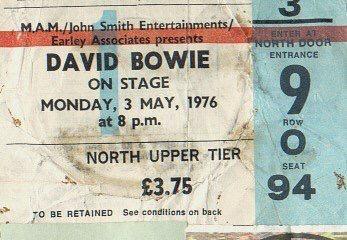 M.A.M./John Smith Entertainments/
Earley Associates presents
DAVID BOWIE
ON STAGE
MONDAY, 3 MAY, 1976
at 8 p.m.
NORTH UPPER TIER
£3.75
TO BE RETAINED See conditions on back
1
3
ENTER AT
NORTH DOOR
ENTRANCE
9
ROW
O
SEAT
94